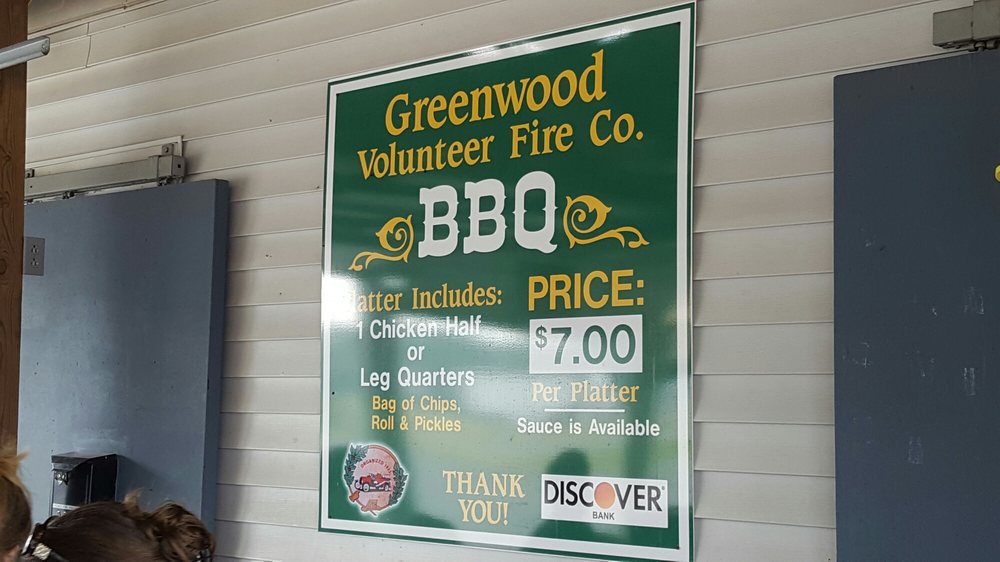 Greenwood
Volunteer Fire Co.
BBQ
Platter Includes:
1 Chicken Half
or
Leg Quarters
Bag of Chips,
Roll & Pickles
PRICE:
$7.00
Per Platter
Sauce is Available
THANK
YOU!
DISCOVER
BANK